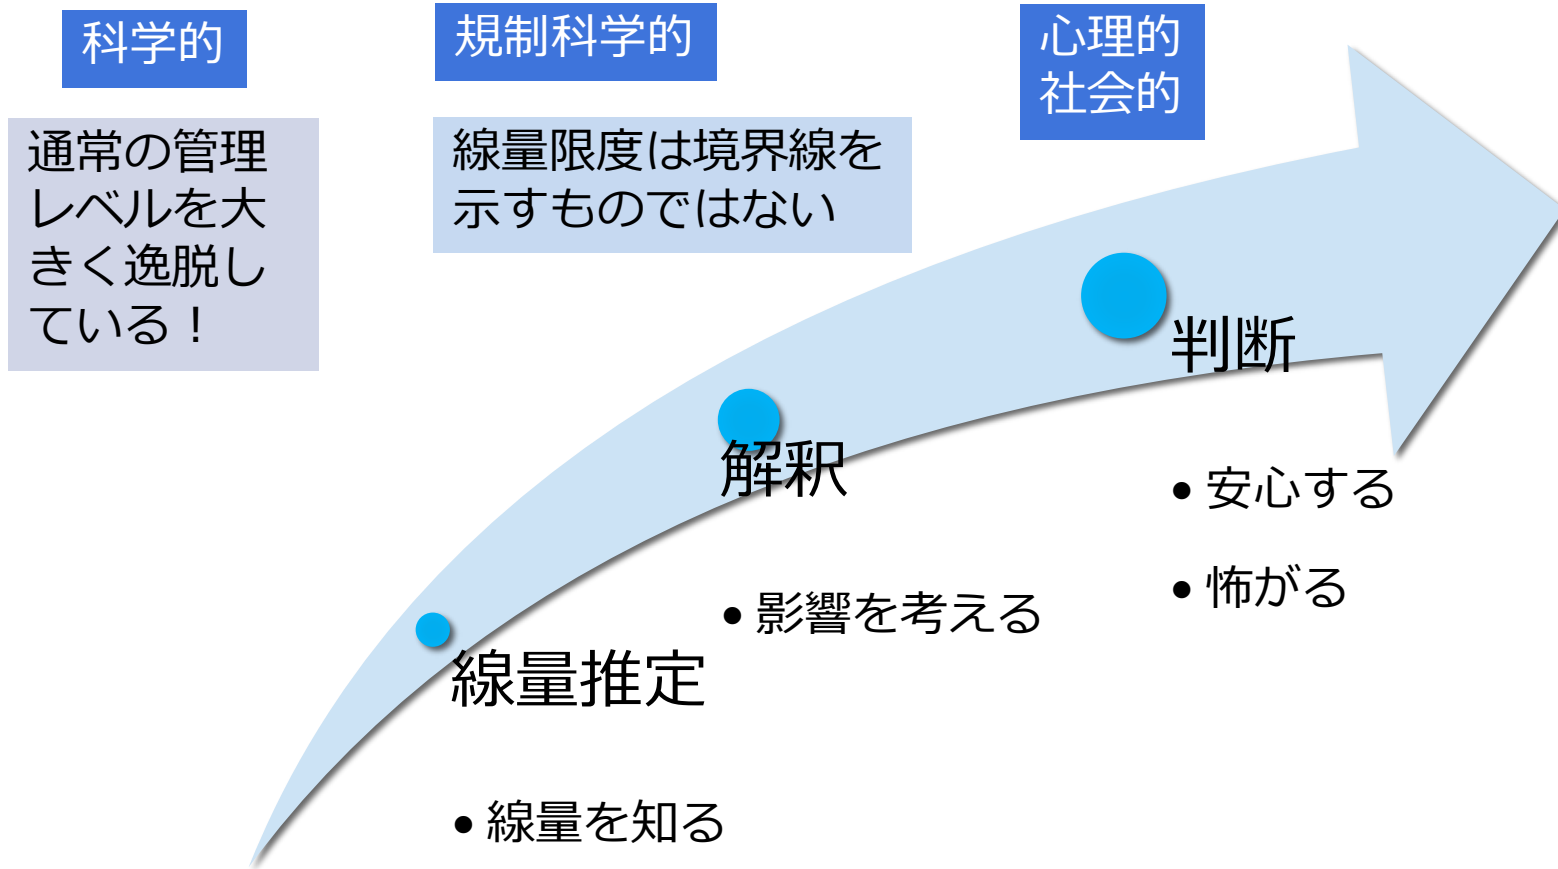 科学的
通常の管理
レベルを大
きく逸脱し
ている！
規制科学的
線量限度は境界線を
示すものではない
心理的
社会的
線量推定
• 線量を知る
解釈
• 影響を考える
判断
• 安心する
• 怖がる